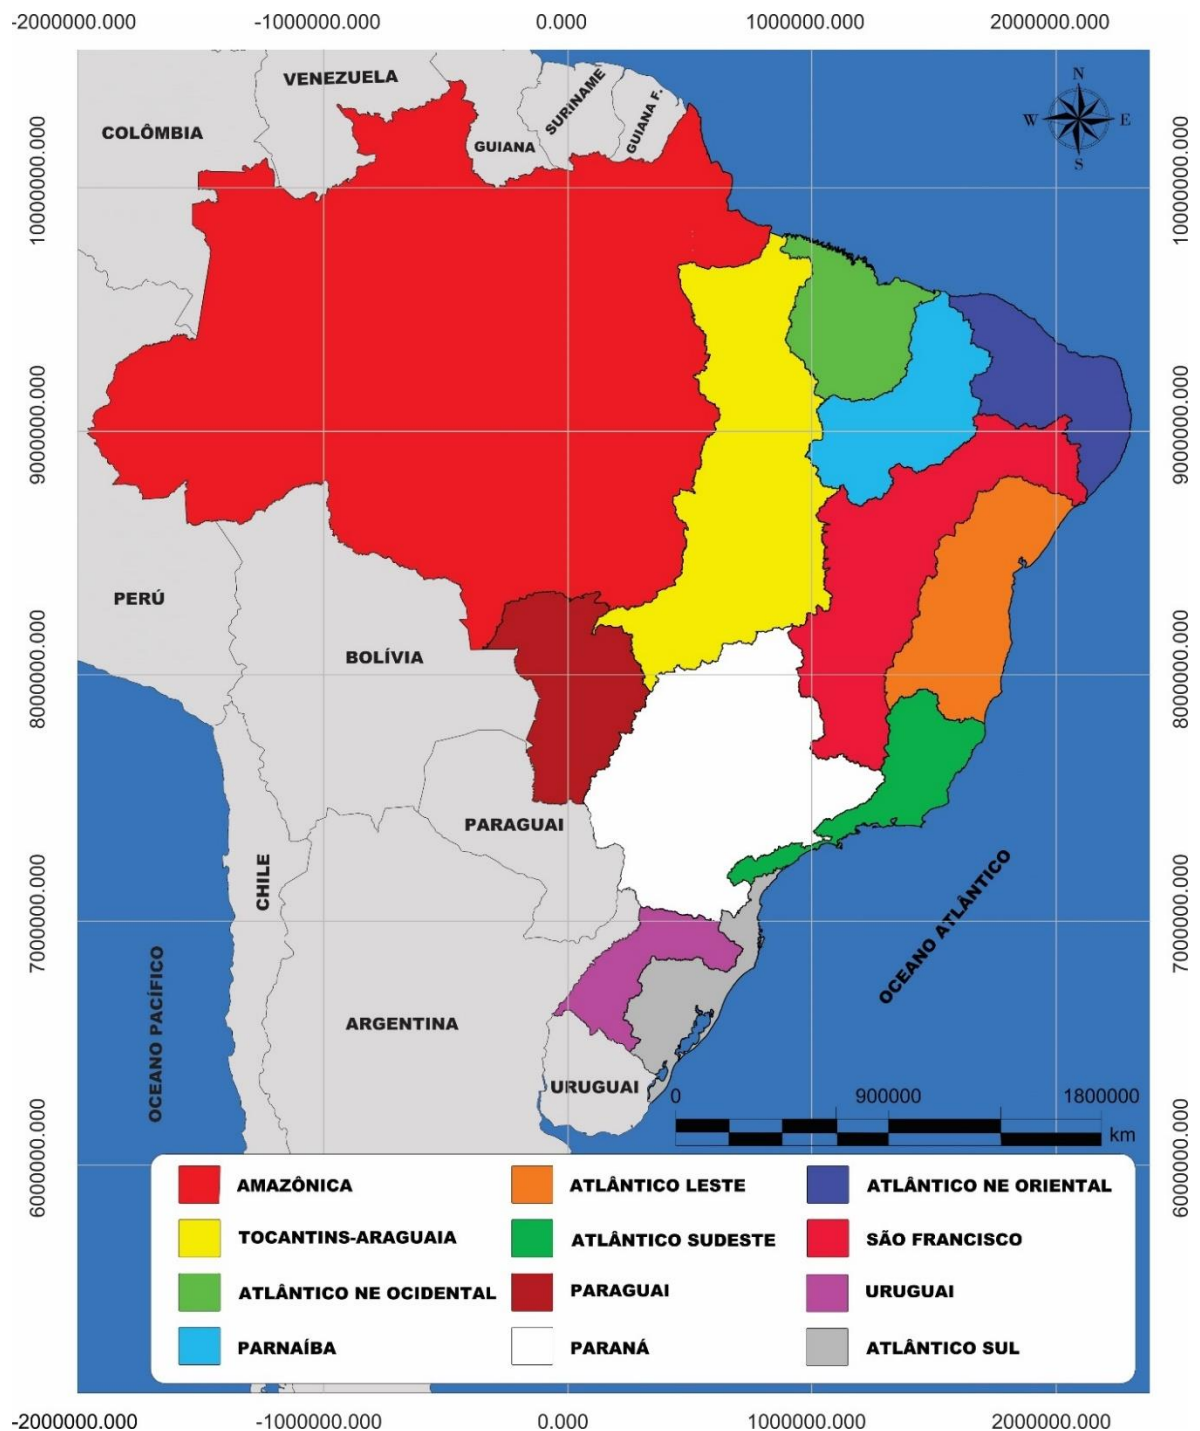 -2000000.000 -1000000.000 0.000 1000000.000 2000000.000
N
W E
S
VENEZUELA
COLÔMBIA
GUIANA
SURINAME
GUIANA F.
10000000.000 10000000.000
9000000.000 9000000.000
PERÚ
BOLÍVIA
8000000.000 8000000.000
PARAGUAI
CHILE
OCEANO ATLÂNTICO
7000000.000 7000000.000
OCEANO PACÍFICO
ARGENTINA
URUGUAI
0 900000 1800000
km
6000000.000 6000000.000
AMAZÔNICA
TOCANTINS-ARAGUAIA
ATLÂNTICO NE OCIDENTAL
PARNAÍBA
ATLÂNTICO LESTE
ATLÂNTICO SUDESTE
PARAGUAI
PARANÁ
ATLÂNTICO NE ORIENTAL
SÃO FRANCISCO
URUGUAI
ATLÂNTICO SUL
-2000000.000 -1000000.000 0.000 1000000.000 2000000.000